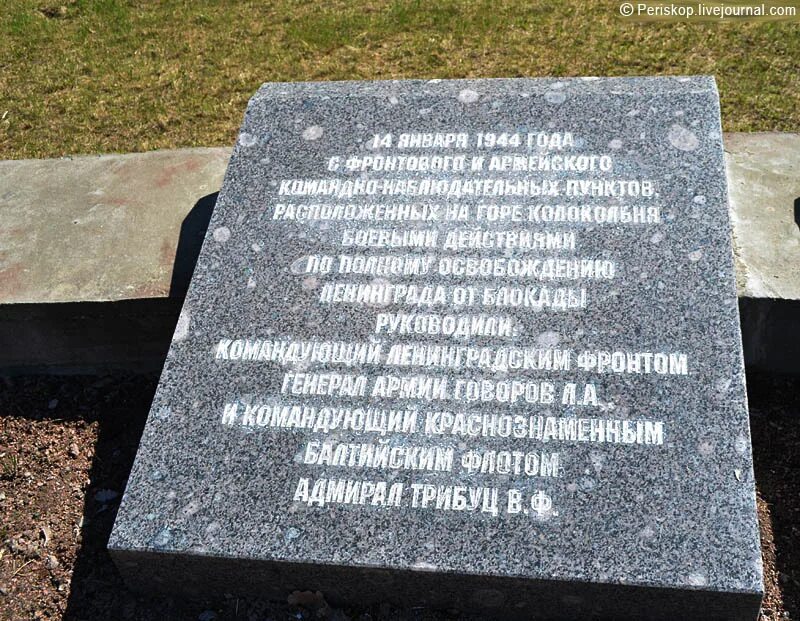 © Periskop.livejournal.com
14 ЯНВАРЯ 1944 ГОДА
С ФРОНТОВОГО И АРМЕЙСКОГО
КОМАНДНО-НАБЛЮДАТЕЛЬНЫХ ПУНКТОВ,
РАСПОЛОЖЕННЫХ НА ГОРЕ КОЛОКОЛЬНЯ
БОЕВЫМИ ДЕЙСТВИЯМИ
ПО ПОЛНОМУ ОСВОБОЖДЕНИЮ
ЛЕНИНГРАДА ОТ БЛОКАДЫ
РУКОВОДИЛИ:
КОМАНДУЮЩИЙ ЛЕНИНГРАДСКИМ ФРОНТОМ
ГЕНЕРАЛ АРМИИ ГОВОРОВ Л.А.
И КОМАНДУЮЩИЙ КРАСНОЗНАМЕННЫМ
БАЛТИЙСКИМ ФЛОТОМ
АДМИРАЛ ТРИБУЦ В.Ф.